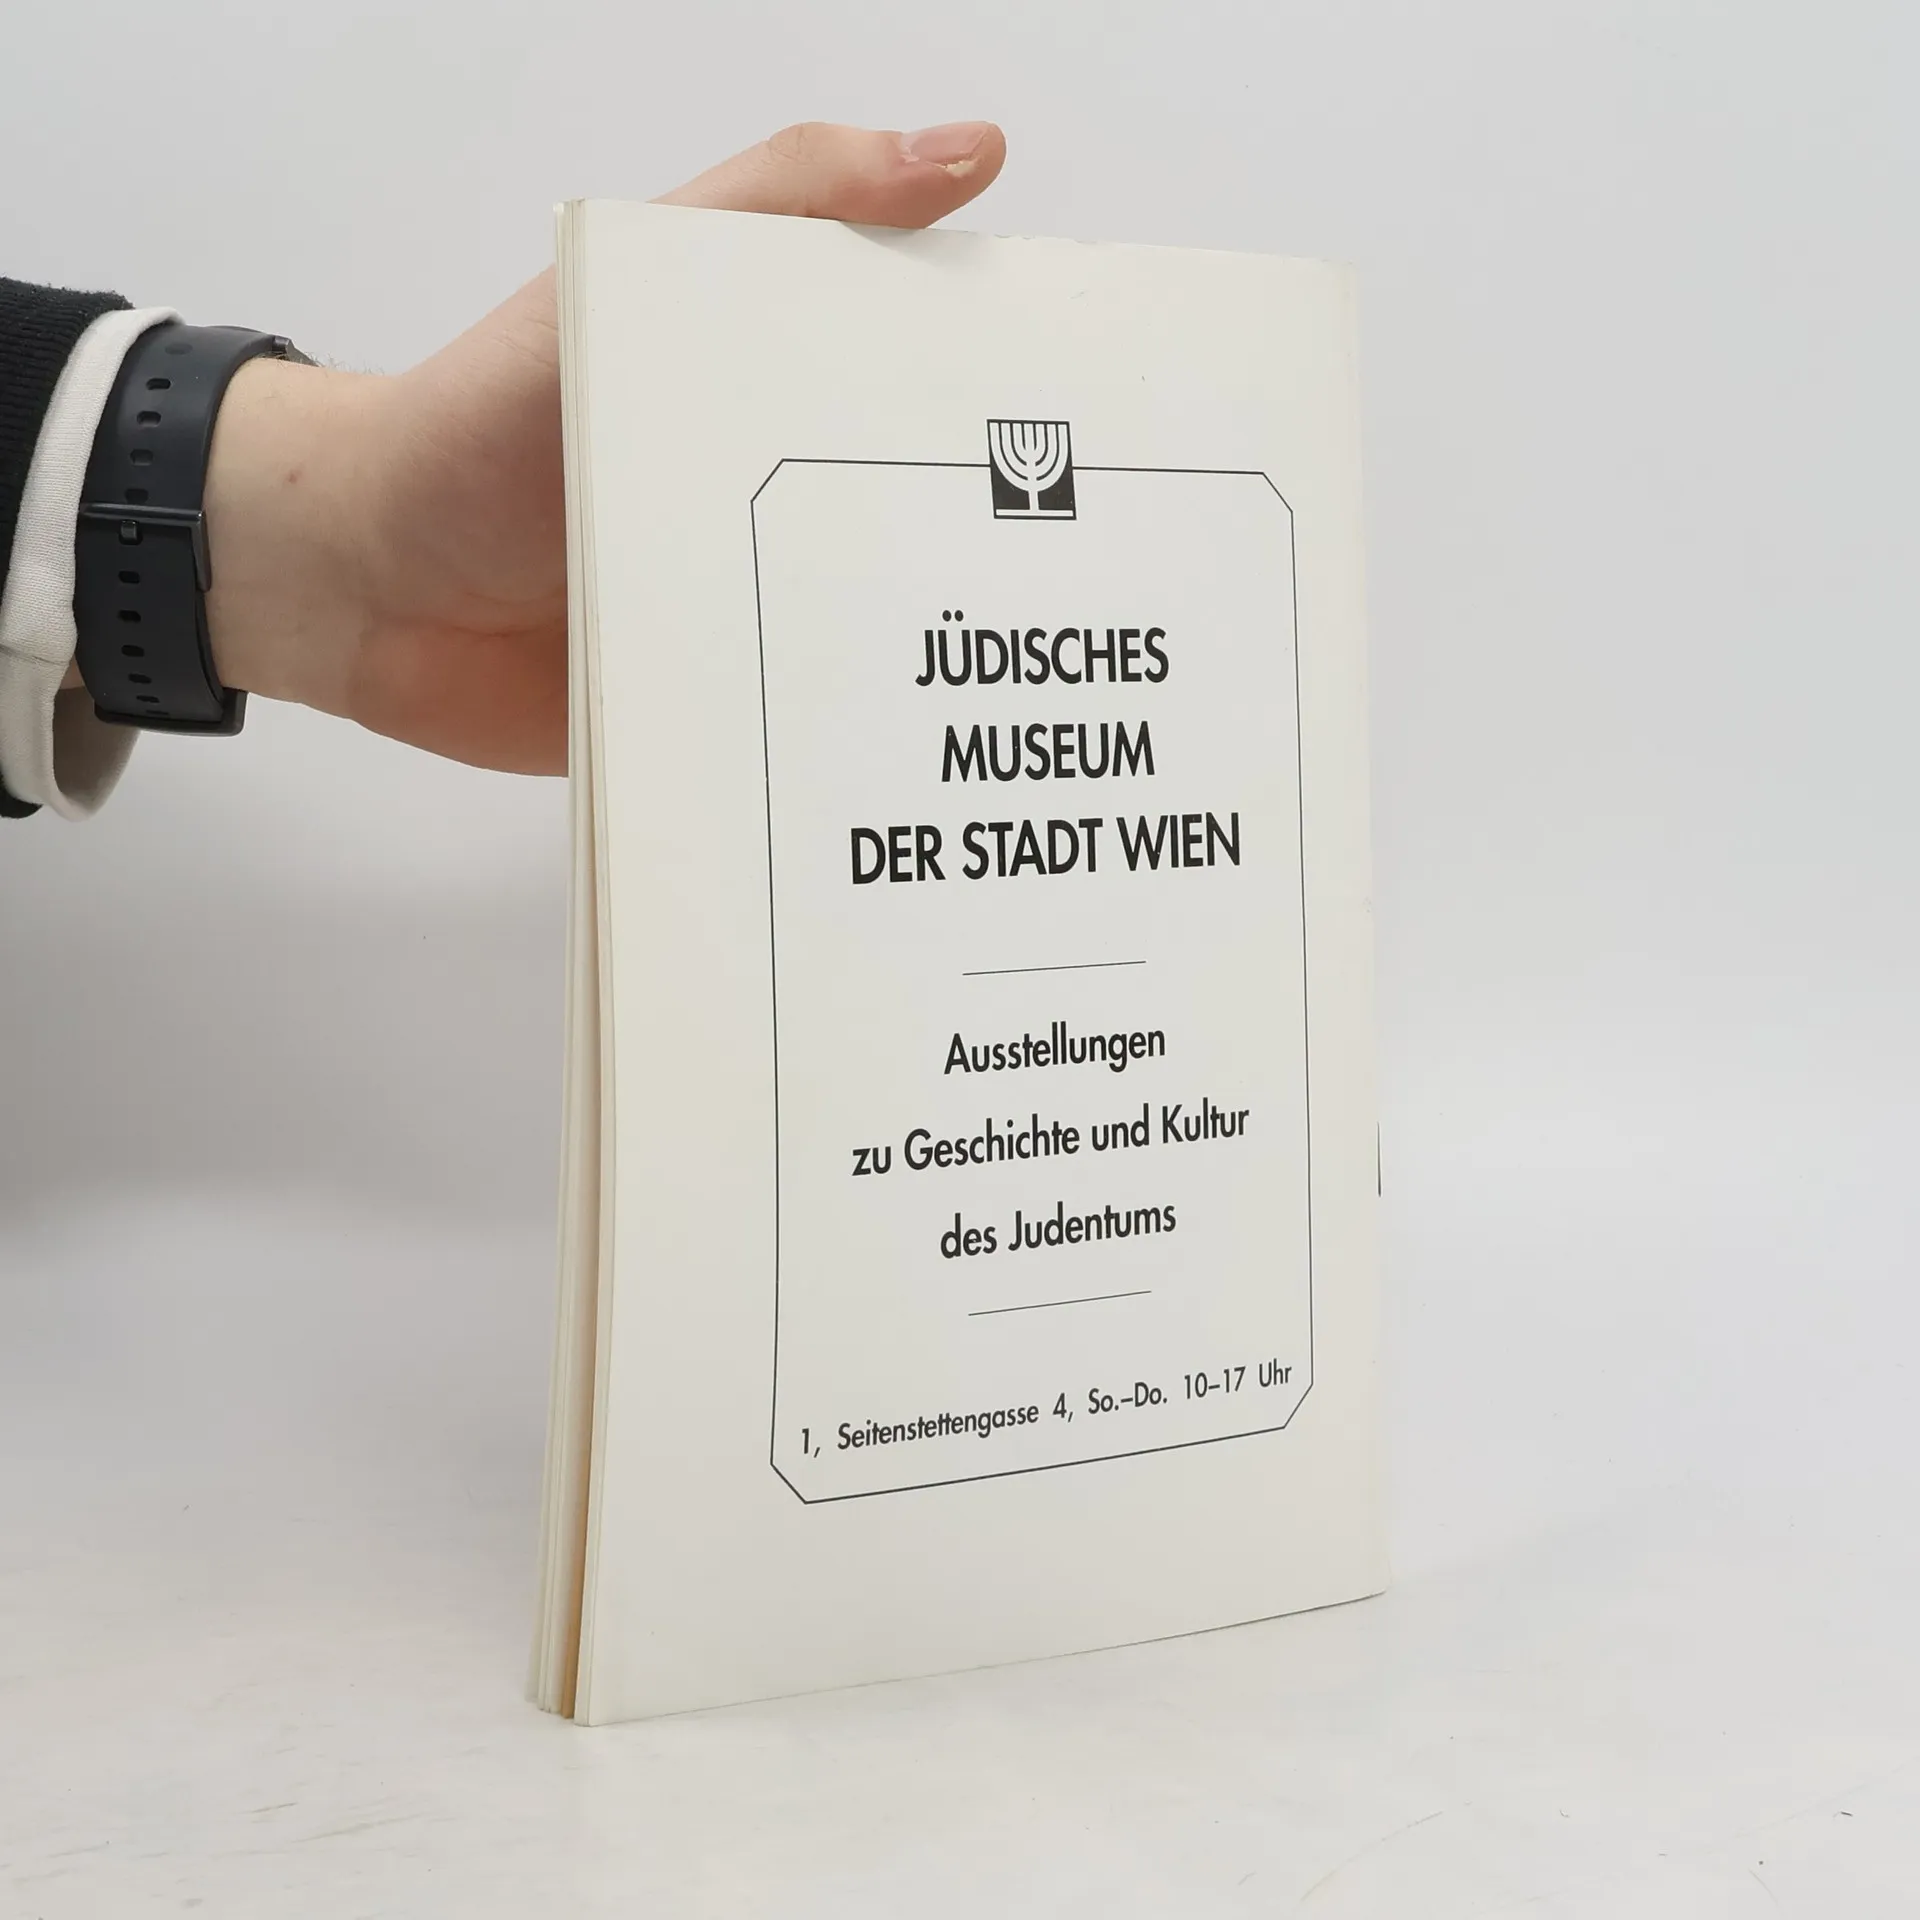 JÜDISCHES
MUSEUM
DER STADT WIEN
Ausstellungen
zu Geschichte und Kultur
des Judentums
1, Seitenstettengasse 4, So.–Do. 10–17 Uhr